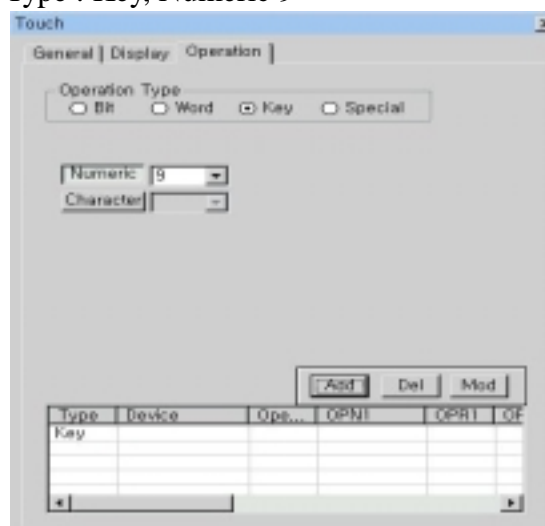 Type : Key, Numeric 9
Touch
General Display Operation
Operation Type
Bit Word Key Special
Numeric 9
Character
Add Del Mod
Type Device Ope... OPN1 OPR1 OF
Key